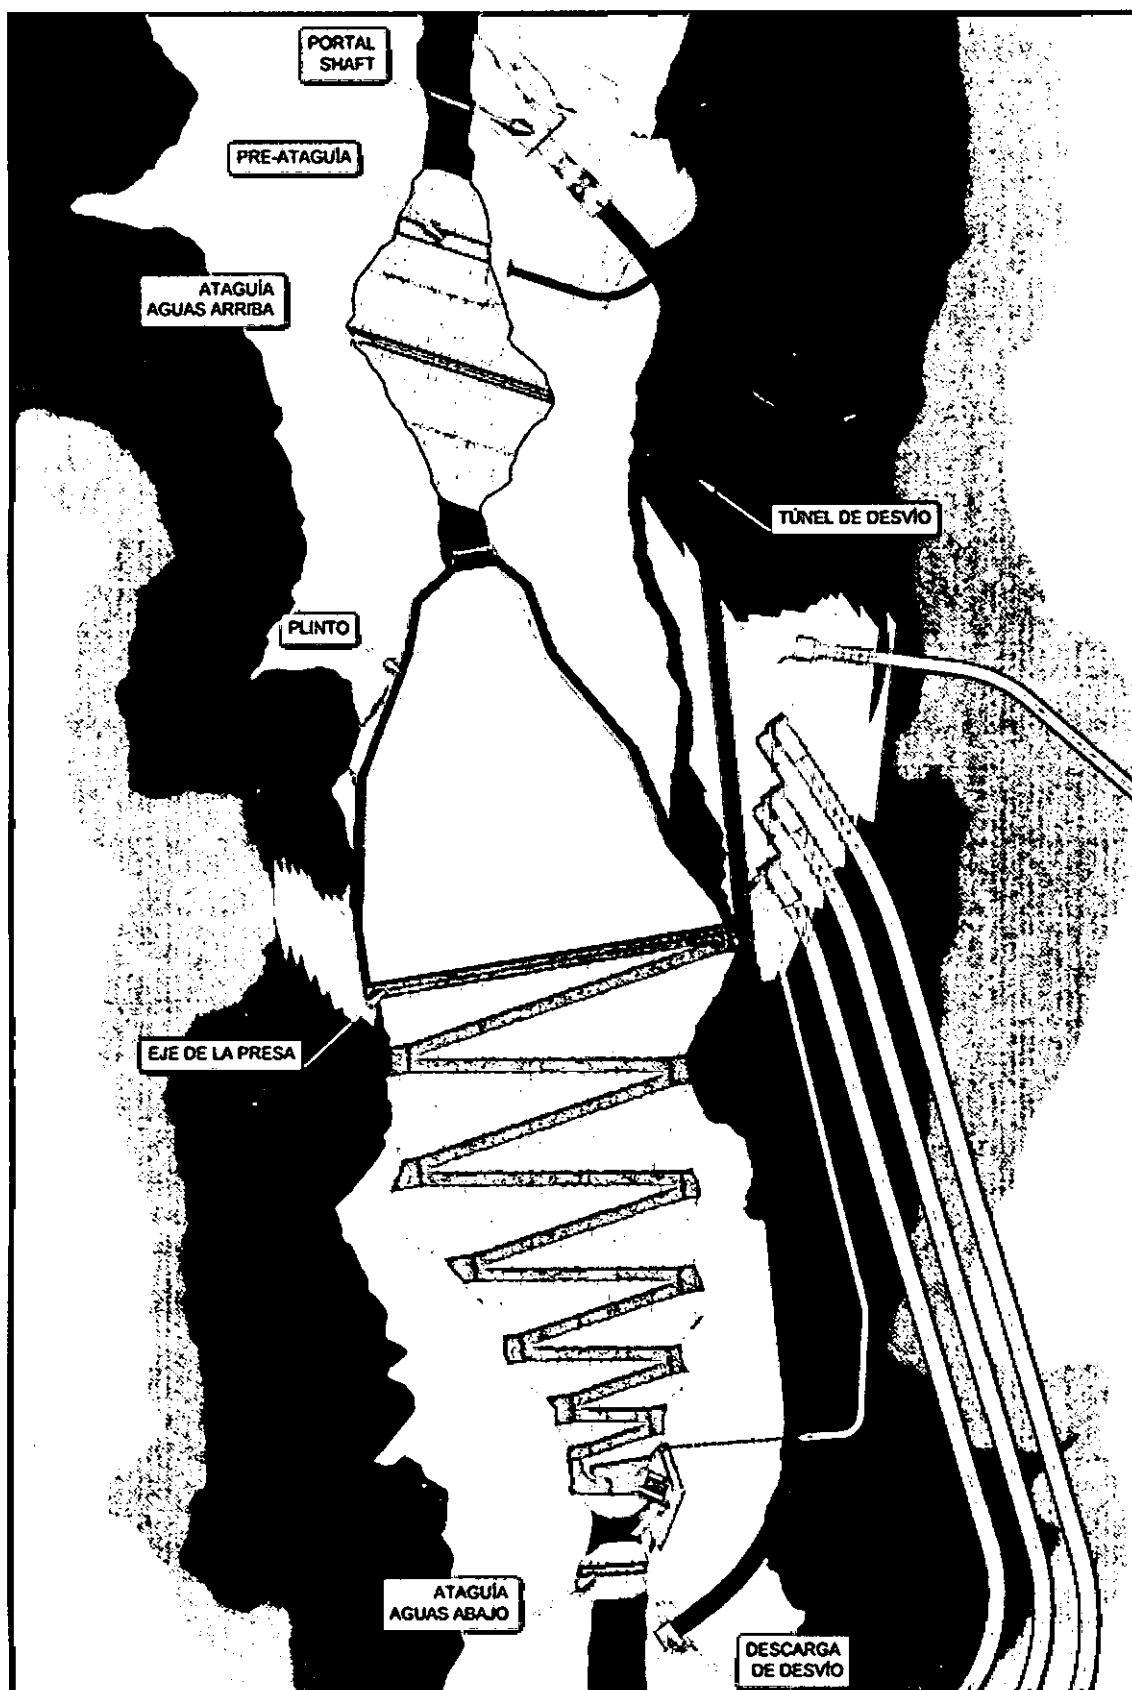 PORTAL
SHAFT
PRE-ATAGUÍA
ATAGUÍA
AGUAS ARRIBA
TÚNEL DE DESVÍO
PLINTO
EJE DE LA PRESA
ATAGUÍA
AGUAS ABAJO
DESCARGA
DE DESVÍO